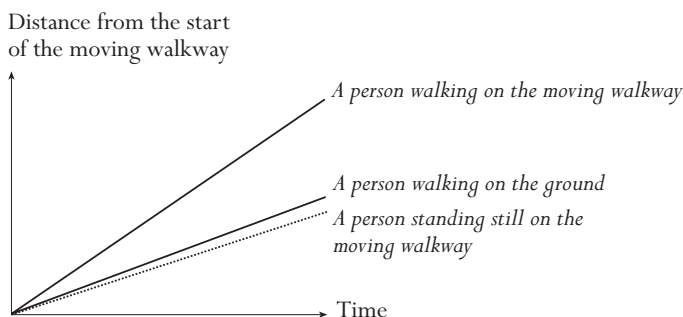 Distance from the start
of the moving walkway
A person walking on the moving walkway
A person walking on the ground
A person standing still on the
moving walkway
Time